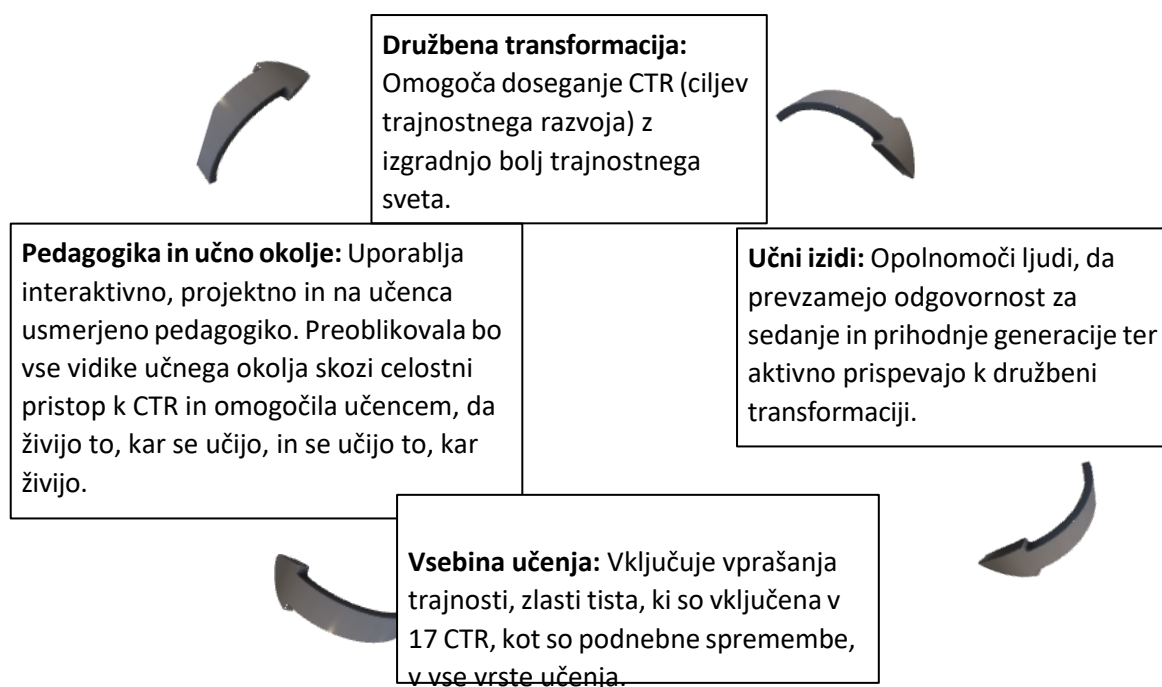 Družbena transformacija:
Omogoča doseganje CTR (ciljev
trajnostnega razvoja) z
izgradnjo bolj trajnostnega
sveta.
Pedagogika in učno okolje: Uporablja
interaktivno, projektno in na učenca
usmerjeno pedagogiko. Preoblikovala bo
vse vidike učnega okolja skozi celostni
pristop k CTR in omogočila učencem, da
živijo to, kar se učijo, in se učijo to, kar
živijo.
Učni izidi: Opolnomoči ljudi, da
prevzamejo odgovornost za
sedanje in prihodnje generacije ter
aktivno prispevajo k družbeni
transformaciji.
Vsebina učenja: Vključuje vprašanja
trajnosti, zlasti tista, ki so vključena v
17 CTR, kot so podnebne spremembe,
v vse vrste učenja.